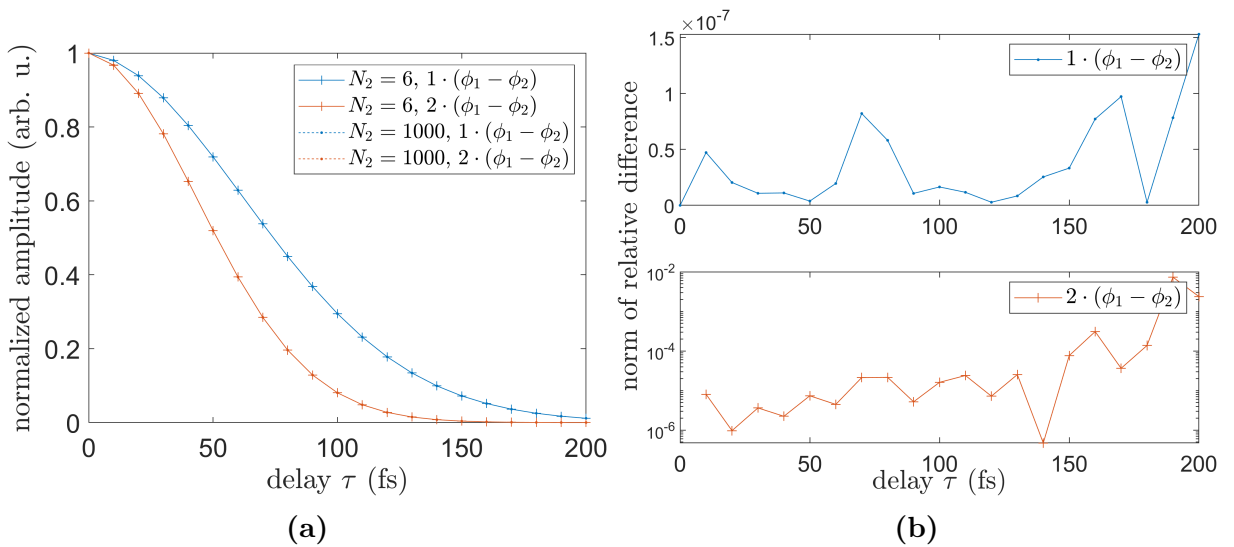 normalized amplitude (arb. u.)
1
0.8
0.6
0.4
0.2
0
0 50 100 150 200
delay τ (fs)
N₂ = 6, 1 · (ϕ₁ − ϕ₂)
N₂ = 6, 2 · (ϕ₁ − ϕ₂)
N₂ = 1000, 1 · (ϕ₁ − ϕ₂)
N₂ = 1000, 2 · (ϕ₁ − ϕ₂)
(a)
norm of relative difference
×10⁻⁷
1.5
1
0.5
0
0 50 100 150 200
1 · (ϕ₁ − ϕ₂)
10⁻²
10⁻⁴
10⁻⁶
0 50 100 150 200
2 · (ϕ₁ − ϕ₂)
delay τ (fs)
(b)